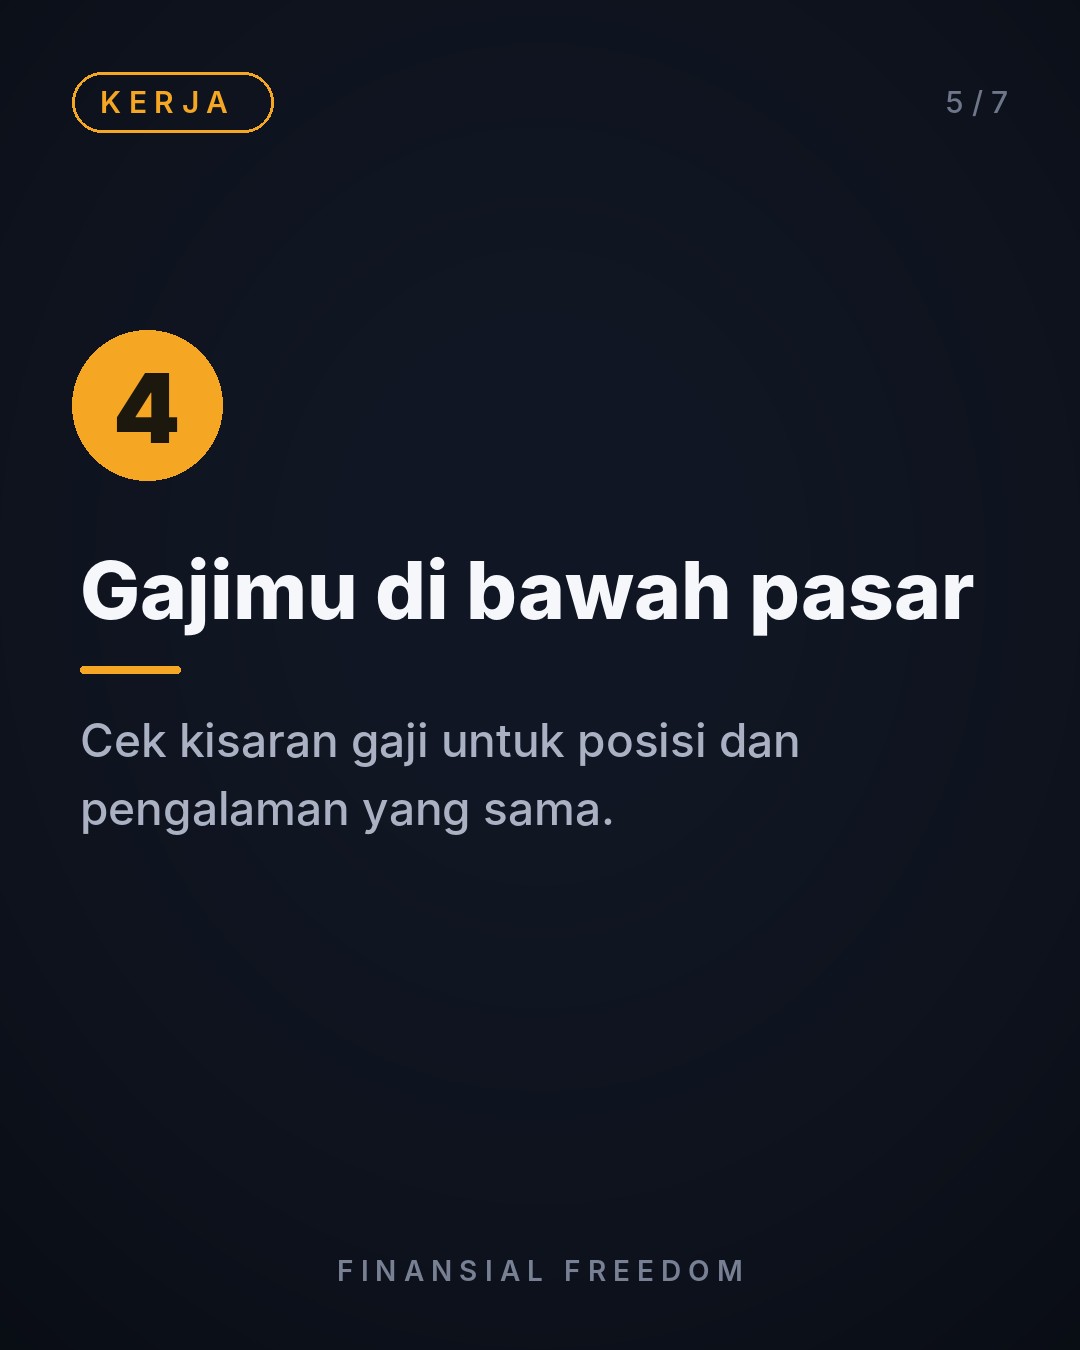 KERJA
5 / 7
4
Gajimu di bawah pasar
Cek kisaran gaji untuk posisi dan
pengalaman yang sama.
FINANSIAL FREEDOM